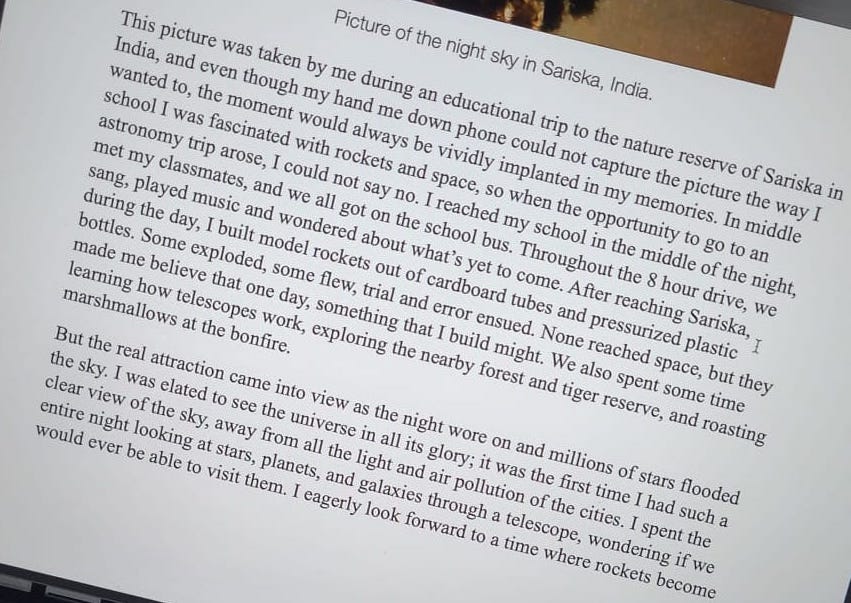 Picture of the night sky in Sariska, India.
This picture was taken by me during an educational trip to the nature reserve of Sariska in
India, and even though my hand me down phone could not capture the picture the way I
wanted to, the moment would always be vividly implanted in my memories. In middle
school I was fascinated with rockets and space, so when the opportunity to go to an
astronomy trip arose, I could not say no. I reached my school in the middle of the night,
met my classmates, and we all got on the school bus. Throughout the 8 hour drive, we
sang, played music and wondered about what's yet to come. After reaching Sariska,
during the day, I built model rockets out of cardboard tubes and pressurized plastic
bottles. Some exploded, some flew, trial and error ensued. None reached space, but they
made me believe that one day, something that I build might. We also spent some time
learning how telescopes work, exploring the nearby forest and tiger reserve, and roasting
marshmallows at the bonfire.
But the real attraction came into view as the night wore on and millions of stars flooded
the sky. I was elated to see the universe in all its glory; it was the first time I had such a
clear view of the sky, away from all the light and air pollution of the cities. I spent the
entire night looking at stars, planets, and galaxies through a telescope, wondering if we
would ever be able to visit them. I eagerly look forward to a time where rockets become